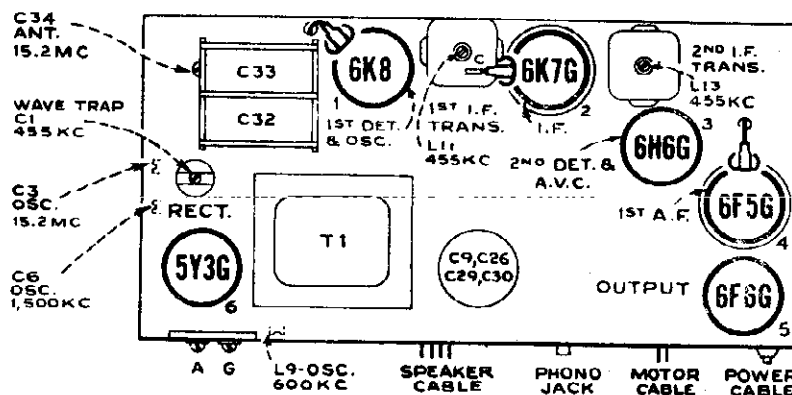 C34
ANT.
15.2MC
WAVE TRAP
C1
455KC
C3
OSC.
15.2MC
C6
OSC.
1,500KC
C33
C32
RECT.
5Y3G
6
T1
6K8
1
1ST DET.
& OSC.
C
1ST I.F.
TRANS.
L11
455KC
6K7G
2
I.F.
2ND I.F.
TRANS.
L13
455KC
6H6G
3
2ND DET. &
A.V.C.
6F5G
4
1ST A.F.
C9,C26
C29,C30
OUTPUT
6F6G
5
A G
L9-OSC.
600KC
SPEAKER
CABLE
PHONO
JACK
MOTOR
CABLE
POWER
CABLE